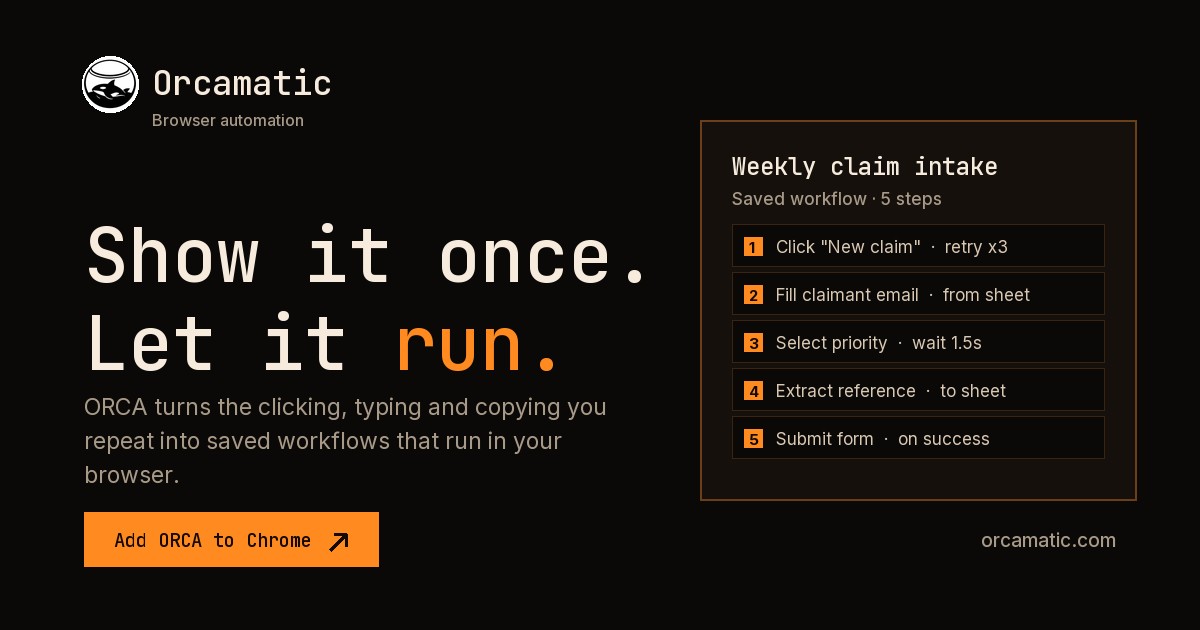 Orcamatic
Browser automation
Show it once.
Let it run.
ORCA turns the clicking, typing and copying you
repeat into saved workflows that run in your
browser.
Add ORCA to Chrome
Weekly claim intake
Saved workflow · 5 steps
1 Click "New claim" · retry x3
2 Fill claimant email · from sheet
3 Select priority · wait 1.5s
4 Extract reference · to sheet
5 Submit form · on success
orcamatic.com